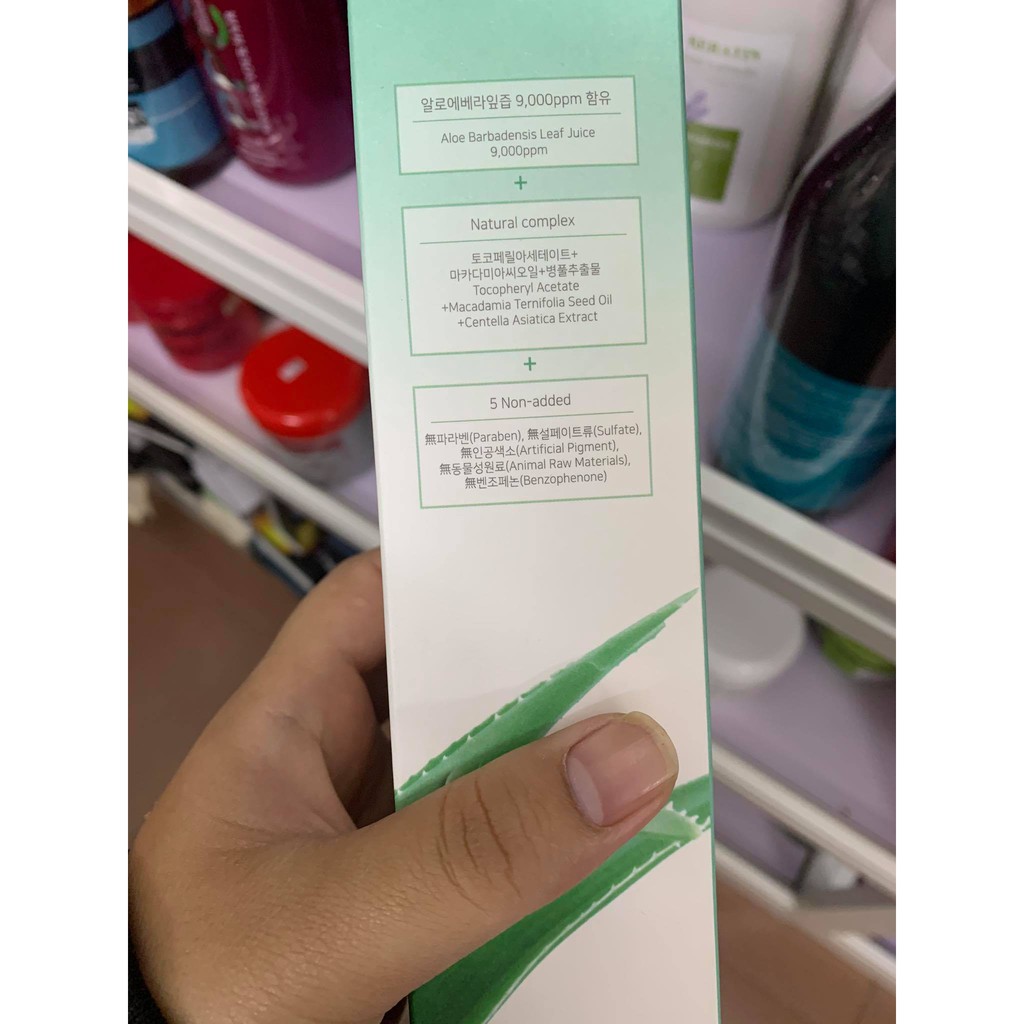 알로에베라잎즙 9,000ppm 함유
Aloe Barbadensis Leaf Juice
9,000ppm
+
Natural complex
토코페릴아세테이트+
마카다미아씨오일+병풀추출물
Tocopheryl Acetate
+Macadamia Ternifolia Seed Oil
+Centella Asiatica Extract
+
5 Non-added
無파라벤(Paraben), 無설페이트류(Sulfate),
無인공색소(Artificial Pigment),
無동물성원료(Animal Raw Materials),
無벤조페논(Benzophenone)